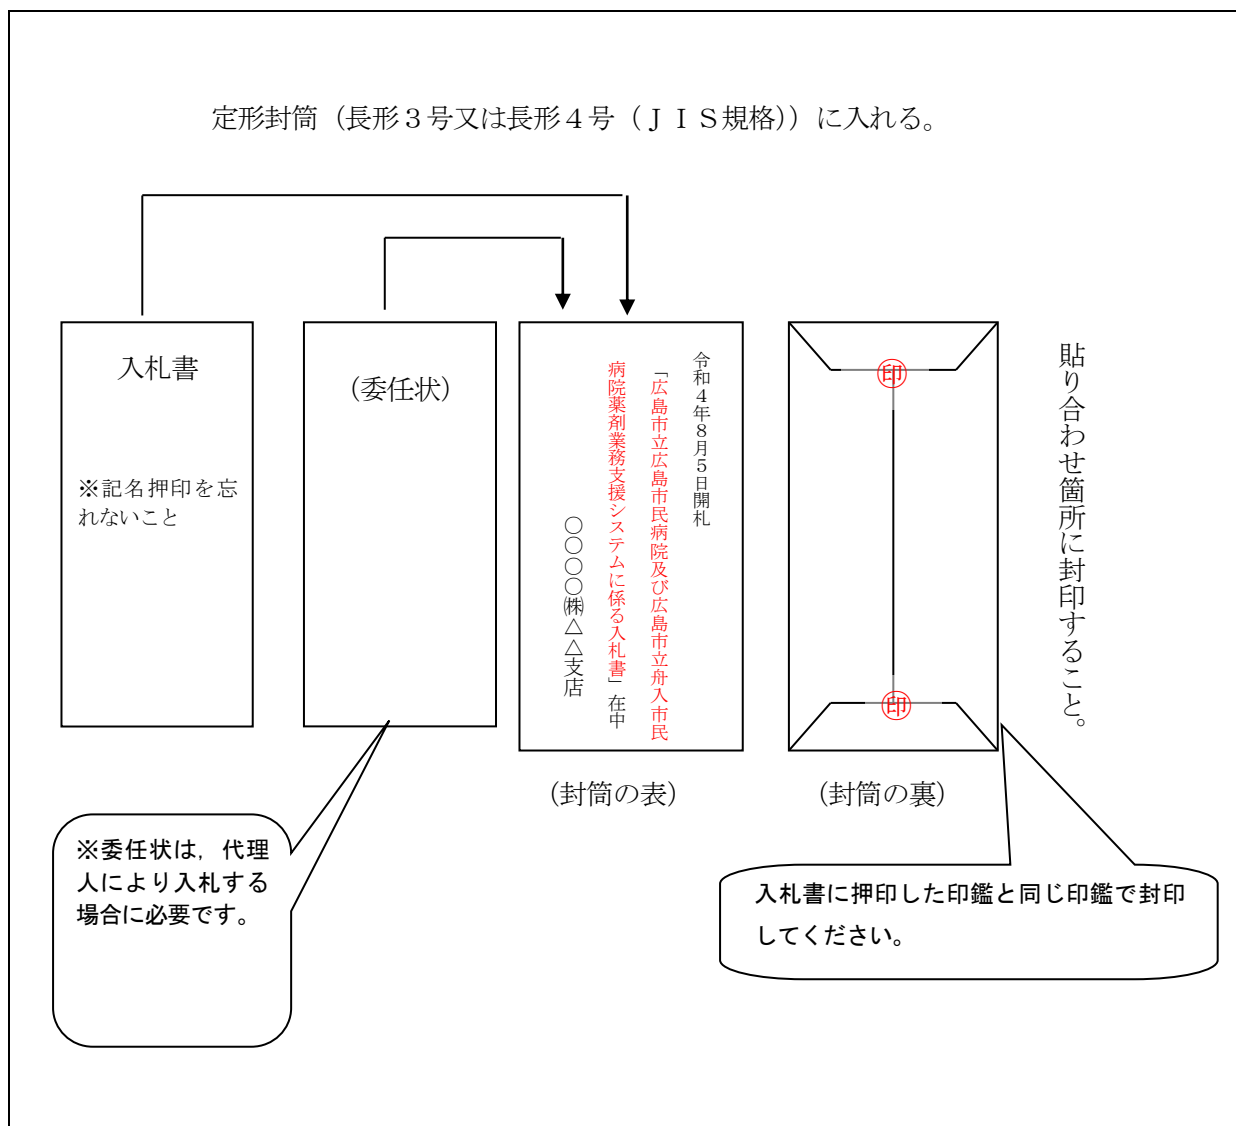 定形封筒（長形３号又は長形４号（ＪＩＳ規格））に入れる。
入札書
※記名押印を忘
れないこと
（委任状）
令和４年８月５日開札
「広島市立広島市民病院及び広島市立舟入市民
病院薬剤業務支援システムに係る入札書」在中
〇〇〇〇㈱△△支店
印
印
貼り合わせ箇所に封印すること。
（封筒の表）
（封筒の裏）
※委任状は，代理
人により入札する
場合に必要です。
入札書に押印した印鑑と同じ印鑑で封印
してください。